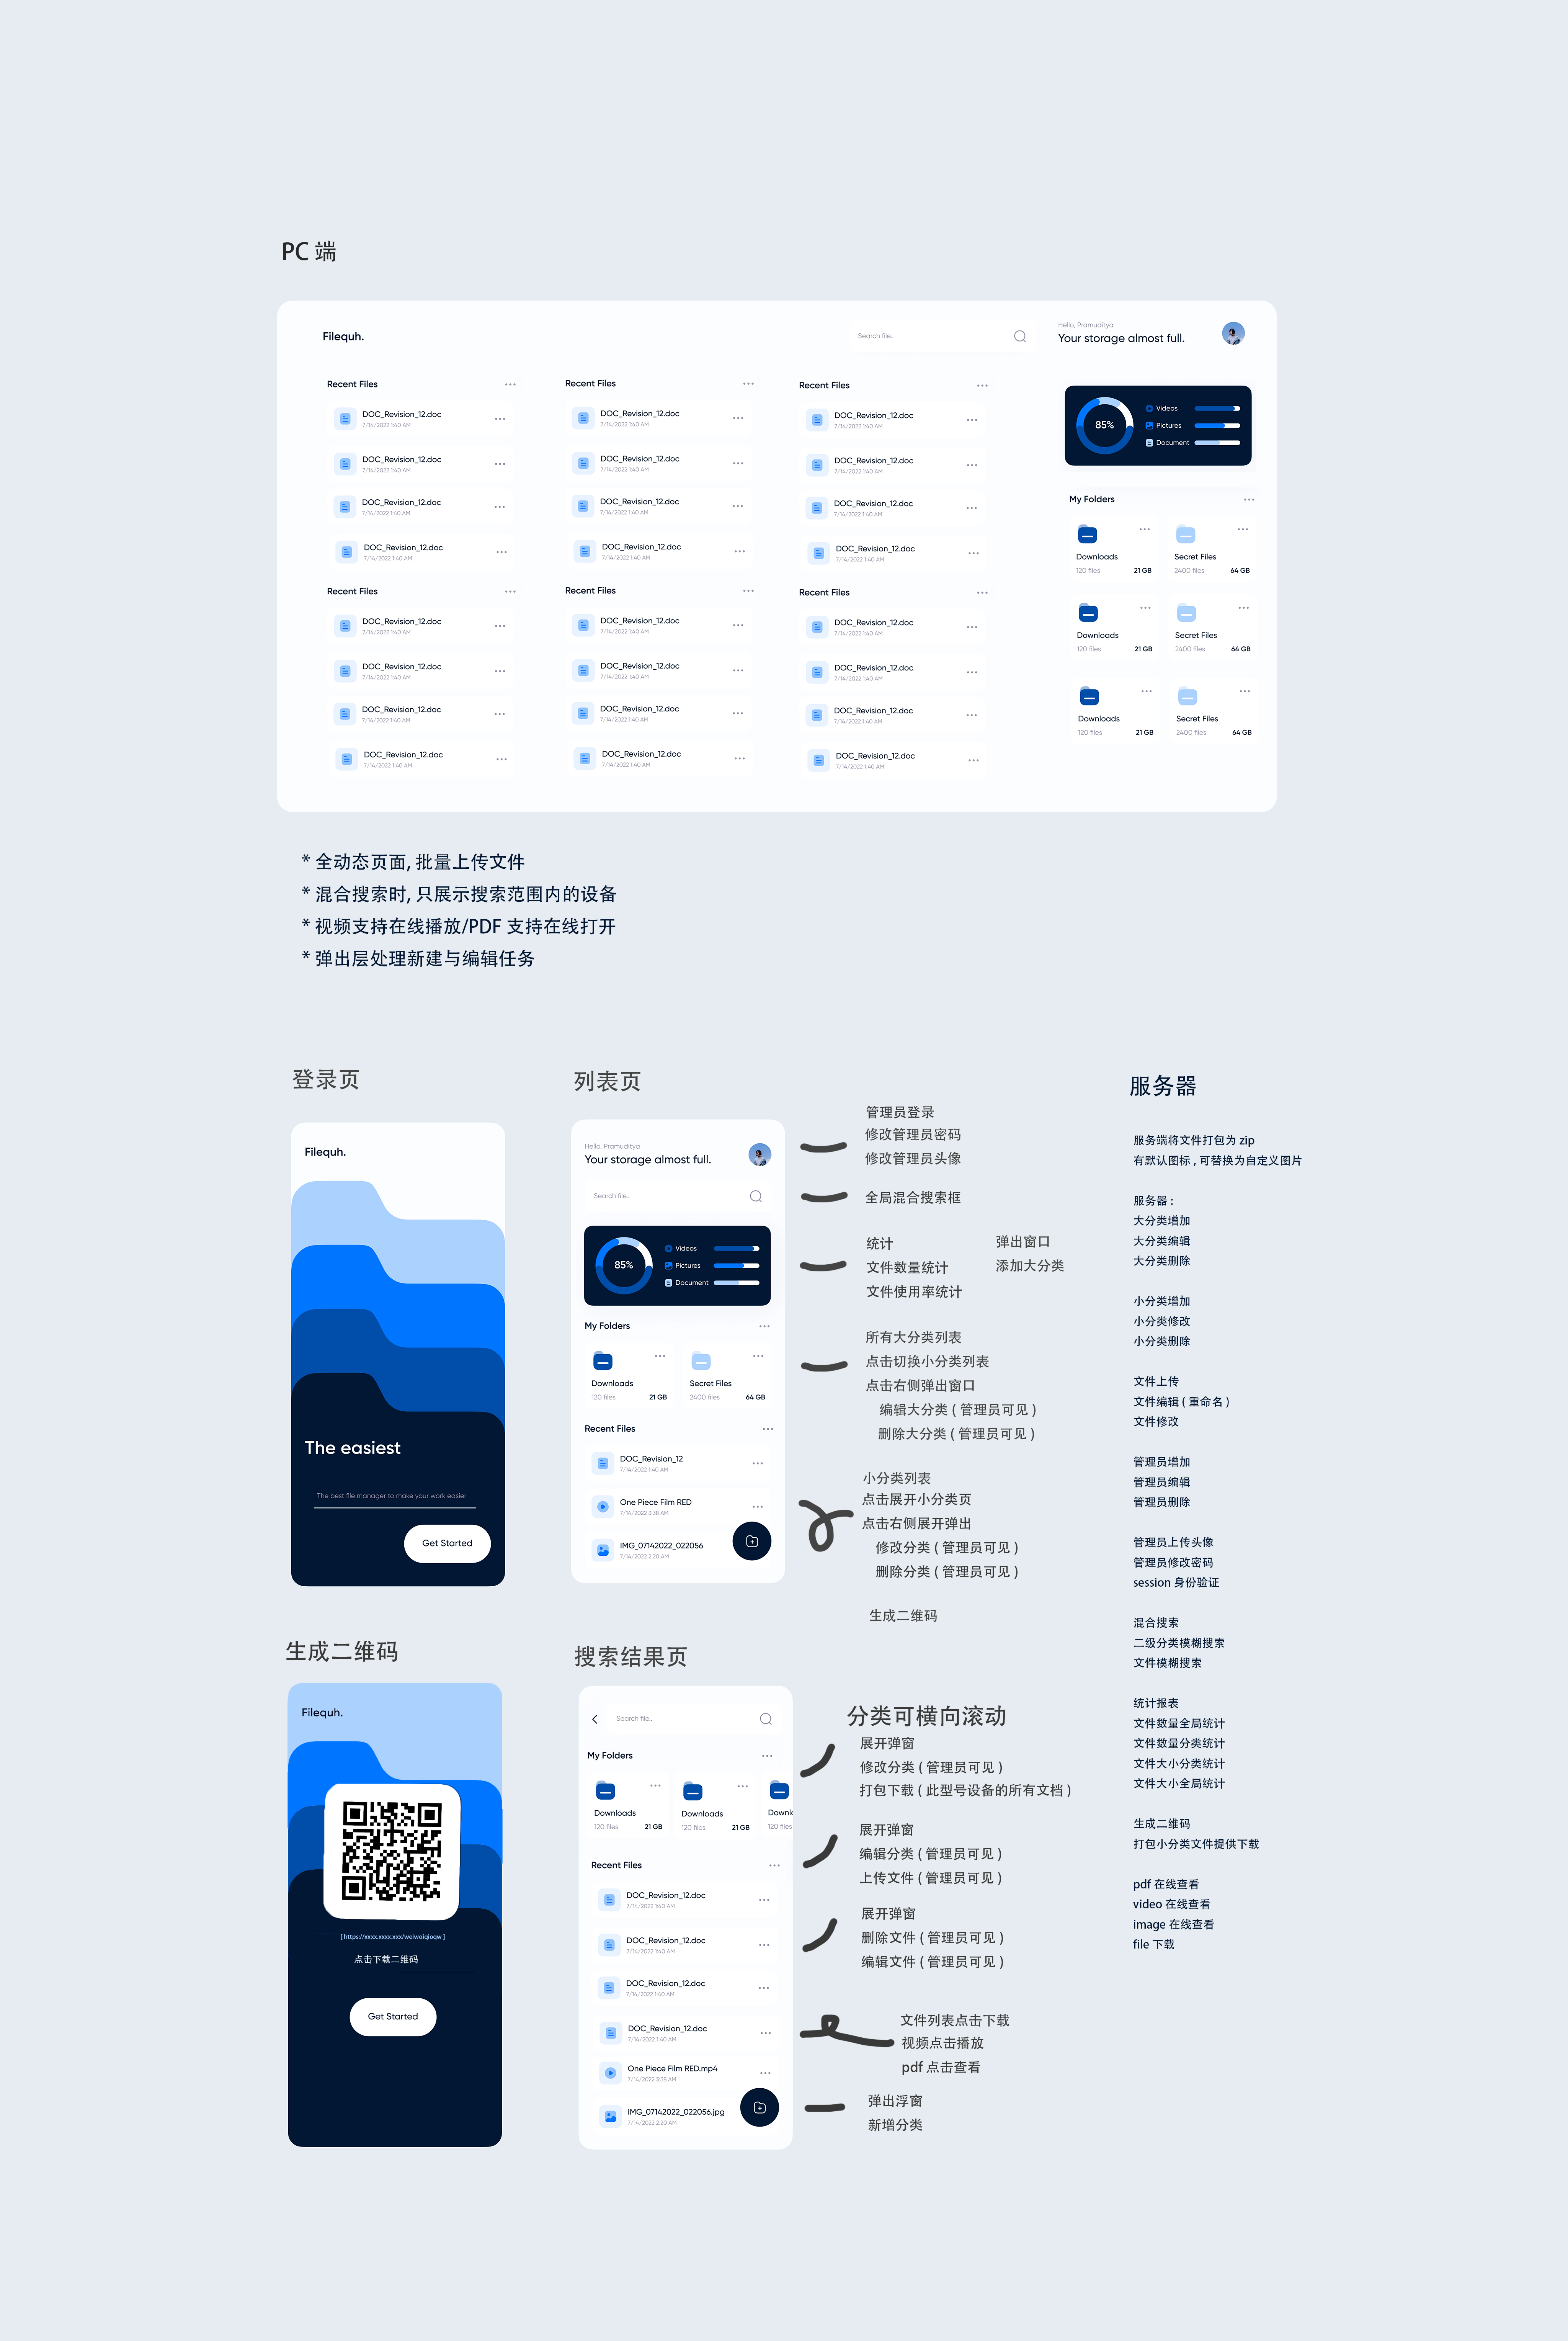 PC 端
Filequh.
Search file..
Hello, Pramuditya
Your storage almost full.
Recent Files
DOC_Revision_12.doc
7/14/2022 1:40 AM
DOC_Revision_12.doc
7/14/2022 1:40 AM
DOC_Revision_12.doc
7/14/2022 1:40 AM
DOC_Revision_12.doc
7/14/2022 1:40 AM
Recent Files
DOC_Revision_12.doc
7/14/2022 1:40 AM
DOC_Revision_12.doc
7/14/2022 1:40 AM
DOC_Revision_12.doc
7/14/2022 1:40 AM
DOC_Revision_12.doc
7/14/2022 1:40 AM
Recent Files
DOC_Revision_12.doc
7/14/2022 1:40 AM
DOC_Revision_12.doc
7/14/2022 1:40 AM
DOC_Revision_12.doc
7/14/2022 1:40 AM
DOC_Revision_12.doc
7/14/2022 1:40 AM
Recent Files
DOC_Revision_12.doc
7/14/2022 1:40 AM
DOC_Revision_12.doc
7/14/2022 1:40 AM
DOC_Revision_12.doc
7/14/2022 1:40 AM
DOC_Revision_12.doc
7/14/2022 1:40 AM
Recent Files
DOC_Revision_12.doc
7/14/2022 1:40 AM
DOC_Revision_12.doc
7/14/2022 1:40 AM
DOC_Revision_12.doc
7/14/2022 1:40 AM
DOC_Revision_12.doc
7/14/2022 1:40 AM
Recent Files
DOC_Revision_12.doc
7/14/2022 1:40 AM
DOC_Revision_12.doc
7/14/2022 1:40 AM
DOC_Revision_12.doc
7/14/2022 1:40 AM
DOC_Revision_12.doc
7/14/2022 1:40 AM
85%
Videos
Pictures
Document
My Folders
Downloads
120 files 21 GB
Secret Files
2400 files 64 GB
Downloads
120 files 21 GB
Secret Files
2400 files 64 GB
Downloads
120 files 21 GB
Secret Files
2400 files 64 GB
* 全动态页面, 批量上传文件
* 混合搜索时, 只展示搜索范围内的设备
* 视频支持在线播放/PDF 支持在线打开
* 弹出层处理新建与编辑任务
登录页
Filequh.
The easiest
The best file manager to make your work easier
Get Started
列表页
Hello, Pramuditya
Your storage almost full.
Search file..
85%
Videos
Pictures
Document
My Folders
Downloads
120 files 21 GB
Secret Files
2400 files 64 GB
Recent Files
DOC_Revision_12
7/14/2022 1:40 AM
One Piece Film RED
7/14/2022 3:38 AM
IMG_07142022_022056
7/14/2022 2:20 AM
管理员登录
修改管理员密码
修改管理员头像
全局混合搜索框
统计
文件数量统计
文件使用率统计
弹出窗口
添加大分类
所有大分类列表
点击切换小分类列表
点击右侧弹出窗口
编辑大分类 ( 管理员可见 )
删除大分类 ( 管理员可见 )
小分类列表
点击展开小分类页
点击右侧展开弹出
修改分类 ( 管理员可见 )
删除分类 ( 管理员可见 )
生成二维码
生成二维码
Filequh.
[ https://xxxx.xxxx.xxx/weiwoiqioqw ]
点击下载二维码
Get Started
搜索结果页
Search file..
My Folders
Downloads
120 files 21 GB
Downloads
120 files 21 GB
Downl
120 files
Recent Files
DOC_Revision_12.doc
7/14/2022 1:40 AM
DOC_Revision_12.doc
7/14/2022 1:40 AM
DOC_Revision_12.doc
7/14/2022 1:40 AM
DOC_Revision_12.doc
7/14/2022 1:40 AM
One Piece Film RED.mp4
7/14/2022 3:38 AM
IMG_07142022_022056.jpg
7/14/2022 2:20 AM
分类可横向滚动
展开弹窗
修改分类 ( 管理员可见 )
打包下载 ( 此型号设备的所有文档 )
展开弹窗
编辑分类 ( 管理员可见 )
上传文件 ( 管理员可见 )
展开弹窗
删除文件 ( 管理员可见 )
编辑文件 ( 管理员可见 )
文件列表点击下载
视频点击播放
pdf 点击查看
弹出浮窗
新增分类
服务器
服务端将文件打包为 zip
有默认图标 , 可替换为自定义图片
服务器 :
大分类增加
大分类编辑
大分类删除
小分类增加
小分类修改
小分类删除
文件上传
文件编辑 ( 重命名 )
文件修改
管理员增加
管理员编辑
管理员删除
管理员上传头像
管理员修改密码
session 身份验证
混合搜索
二级分类模糊搜索
文件模糊搜索
统计报表
文件数量全局统计
文件数量分类统计
文件大小分类统计
文件大小全局统计
生成二维码
打包小分类文件提供下载
pdf 在线查看
video 在线查看
image 在线查看
file 下载